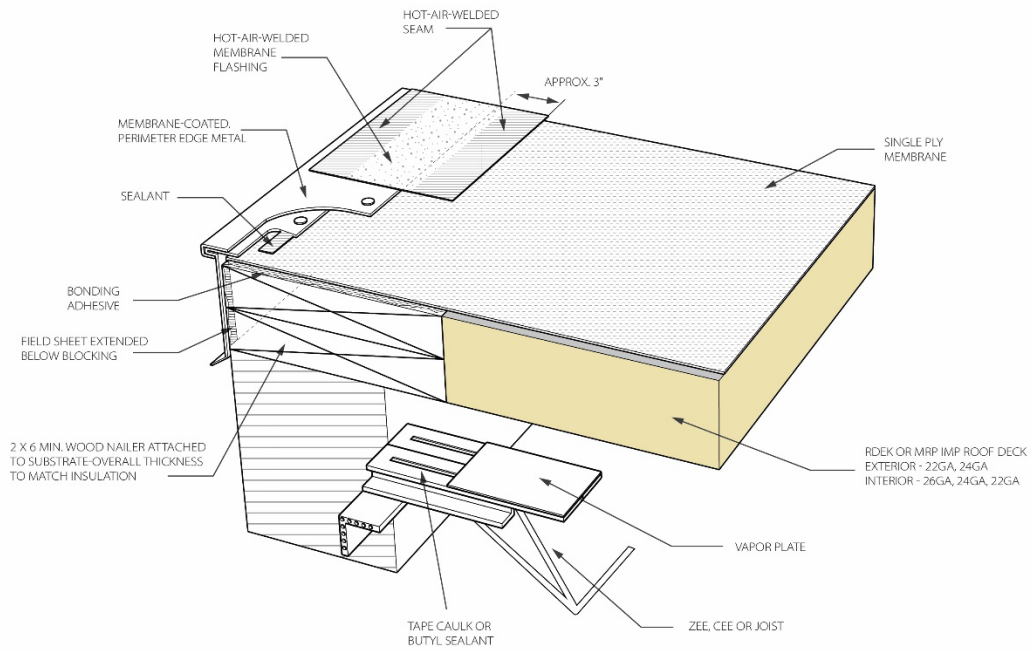 HOT-AIR-WELDED
SEAM
HOT-AIR-WELDED
MEMBRANE
FLASHING
APPROX. 3"
MEMBRANE-COATED.
PERIMETER EDGE METAL
SINGLE PLY
MEMBRANE
SEALANT
BONDING
ADHESIVE
FIELD SHEET EXTENDED
BELOW BLOCKING
2 X 6 MIN. WOOD NAILER ATTACHED
TO SUBSTRATE-OVERALL THICKNESS
TO MATCH INSULATION
RDEK OR MRP IMP ROOF DECK
EXTERIOR - 22GA, 24GA
INTERIOR - 26GA, 24GA, 22GA
VAPOR PLATE
TAPE CAULK OR
BUTYL SEALANT
ZEE, CEE OR JOIST